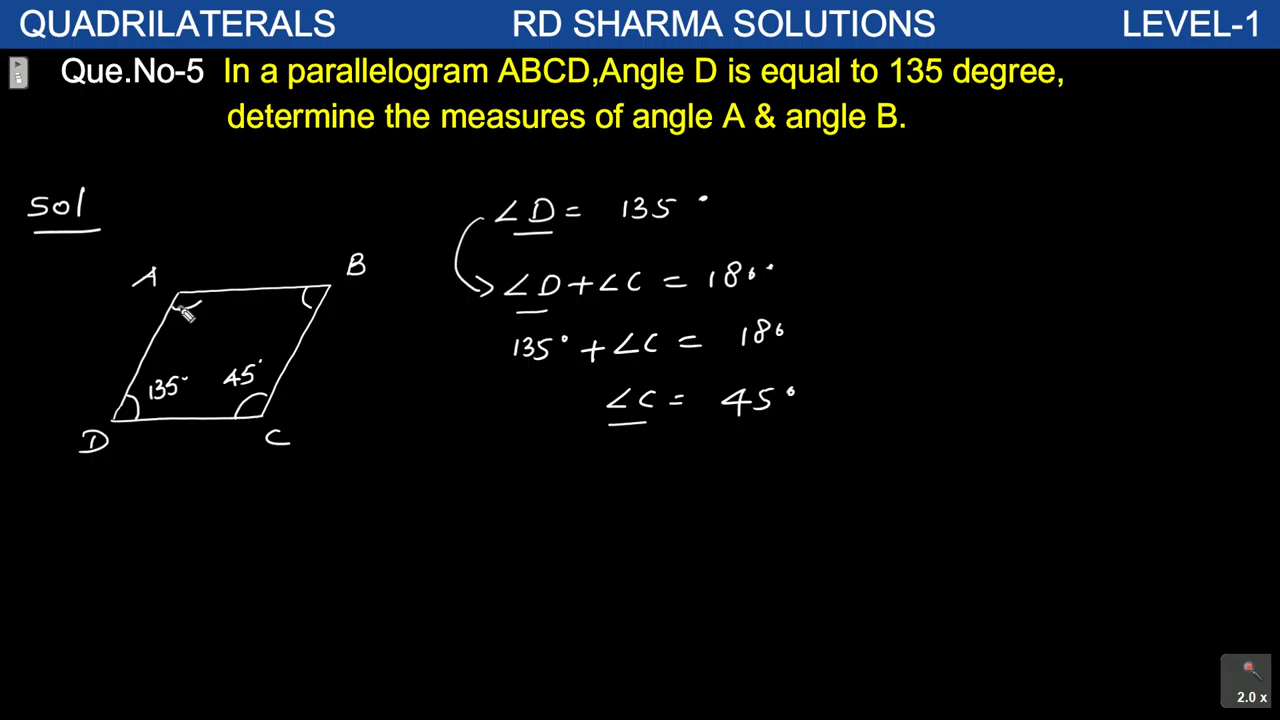 QUADRILATERALS RD SHARMA SOLUTIONS LEVEL-1
Que.No-5 In a parallelogram ABCD,Angle D is equal to 135 degree,
determine the measures of angle A & angle B.
Sol
A B
135° 45°
D C
∠D = 135°
∠D + ∠C = 180°
135° + ∠C = 180
∠C = 45°
2.0 x